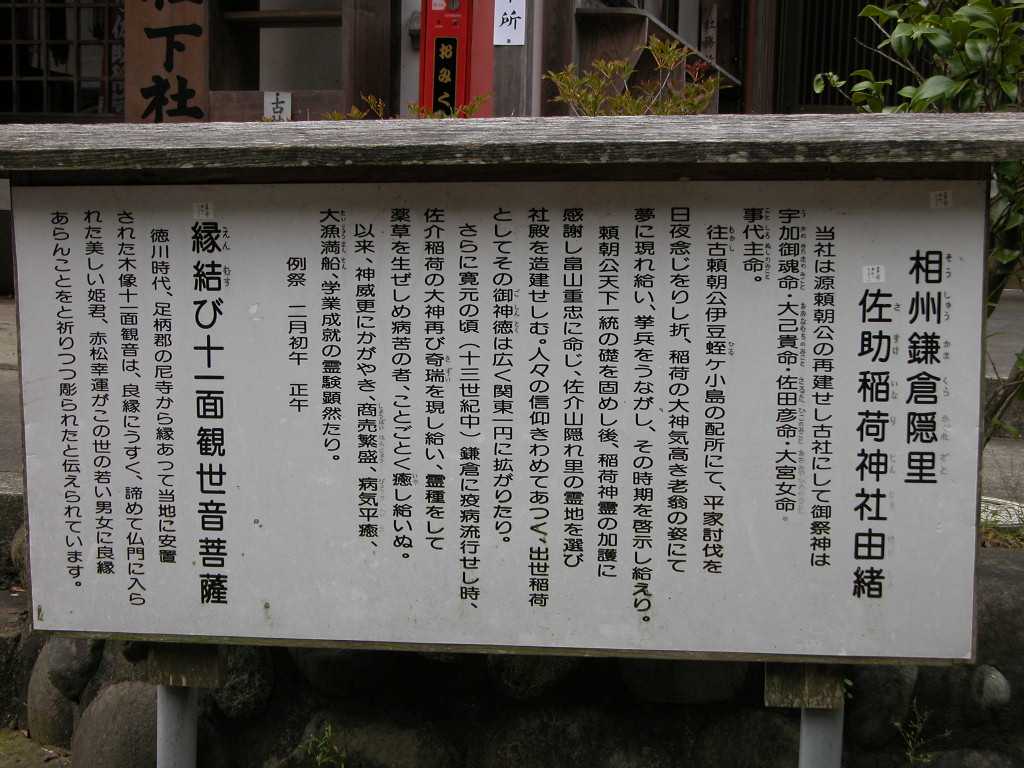 下社
おみく
所
古
相州鎌倉隠里
佐助稲荷神社由緒
当社は源頼朝公の再建せし古社にして御祭神は
宇加御魂命・大己貴命・佐田彦命・大宮女命
事代主命。
往古頼朝公伊豆蛭ケ小島の配所にて、平家討伐を
日夜念じをりし折、稲荷の大神気高き老翁の姿にて
夢に現れ給い、挙兵をうながし、その時期を啓示し給えり。
頼朝公天下一統の礎を固めし後、稲荷神霊の加護に
感謝し畠山重忠に命じ、佐介山隠れ里の霊地を選び
社殿を造建せしむ。人々の信仰きわめてあつく、出世稲荷
としてその御神徳は広く関東一円に拡がりたり。
さらに寛元の頃（十三世紀中）鎌倉に疫病流行せし時、
佐介稲荷の大神再び奇瑞を現し給い、霊種をして
薬草を生ぜしめ病苦の者、ことごとく癒し給いぬ。
以来、神威更にかがやき、商売繁盛、病気平癒、
大漁満船、学業成就の霊験顕然たり。
例祭　二月初午　正午
縁結び十一面観世音菩薩
徳川時代、足柄郡の尼寺から縁あって当地に安置
された木像十一面観音は、良縁にうすく、諦めて仏門に入ら
れた美しい姫君、赤松幸運がこの世の若い男女に良縁
あらんことをと祈りつつ彫られたと伝えられています。